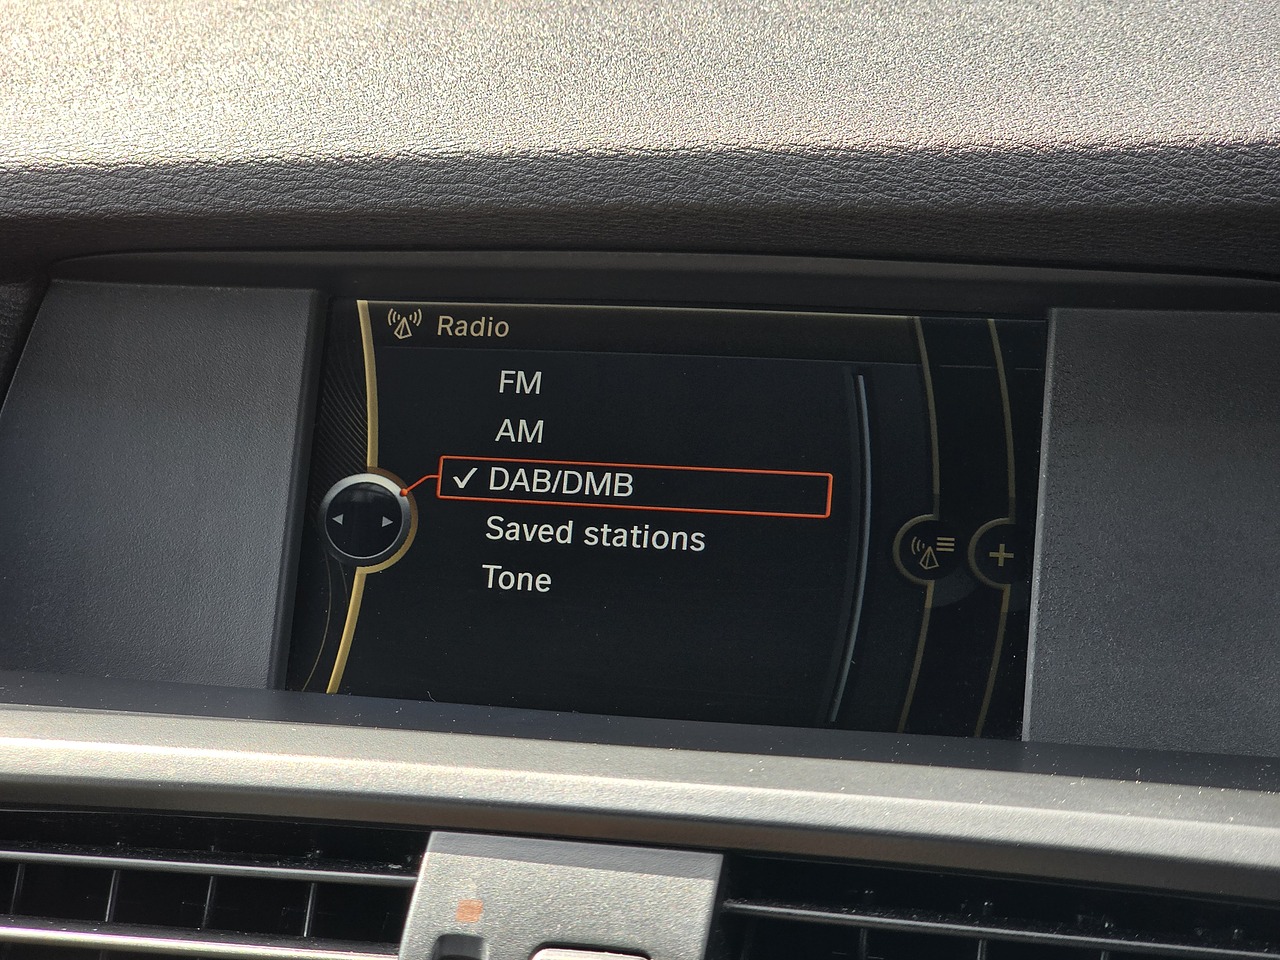 Radio
FM
AM
✓ DAB/DMB
Saved stations
Tone